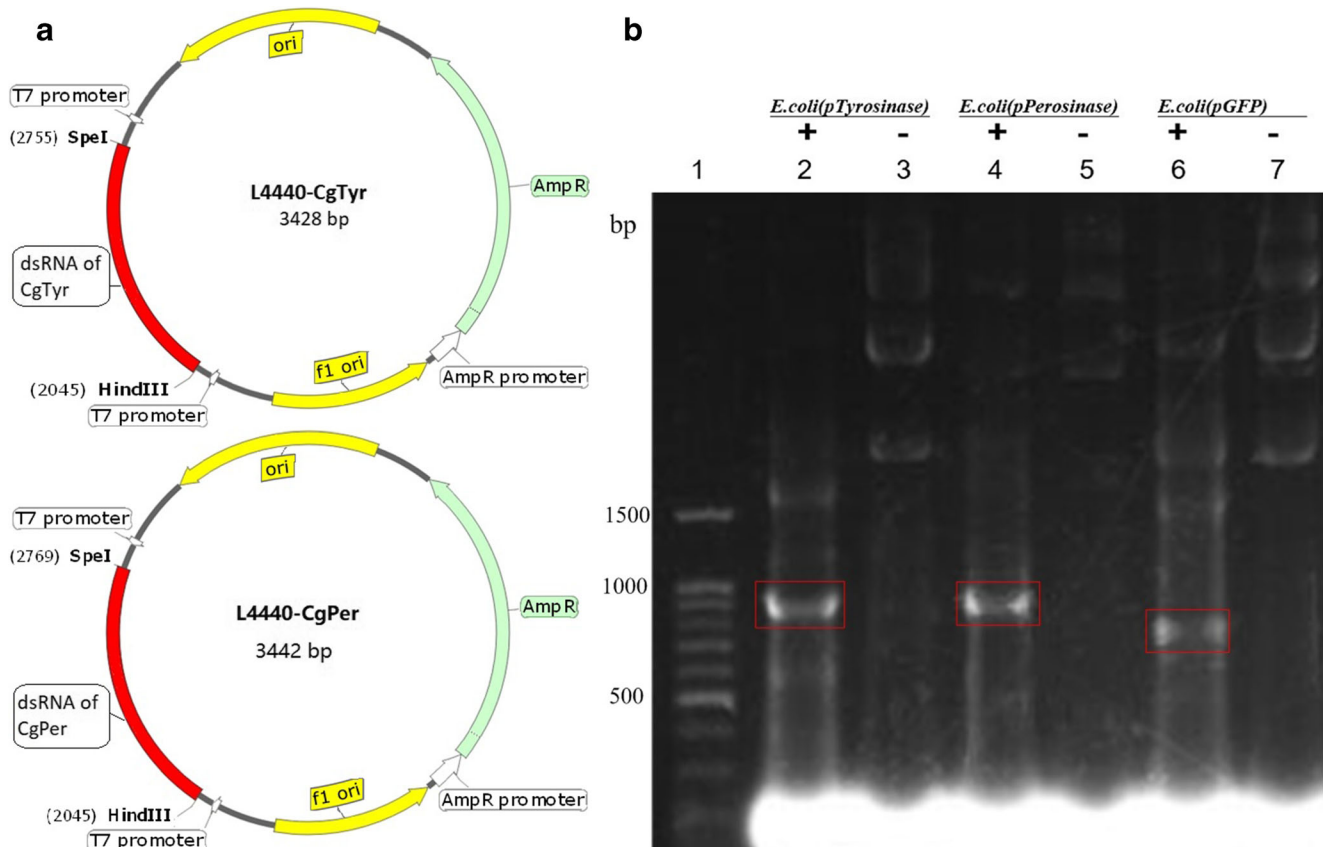 a
ori
T7 promoter
(2755) SpeI
L4440-CgTyr
3428 bp
AmpR
dsRNA of
CgTyr
f1 ori
(2045) HindIII
AmpR promoter
T7 promoter
ori
T7 promoter
(2769) SpeI
L4440-CgPer
3442 bp
AmpR
dsRNA of
CgPer
f1 ori
(2045) HindIII
AmpR promoter
T7 promoter
b
E.coli(pTyrosinase) E.coli(pPerosinase) E.coli(pGFP)
+ - + - + -
1 2 3 4 5 6 7
bp
1500
1000
500